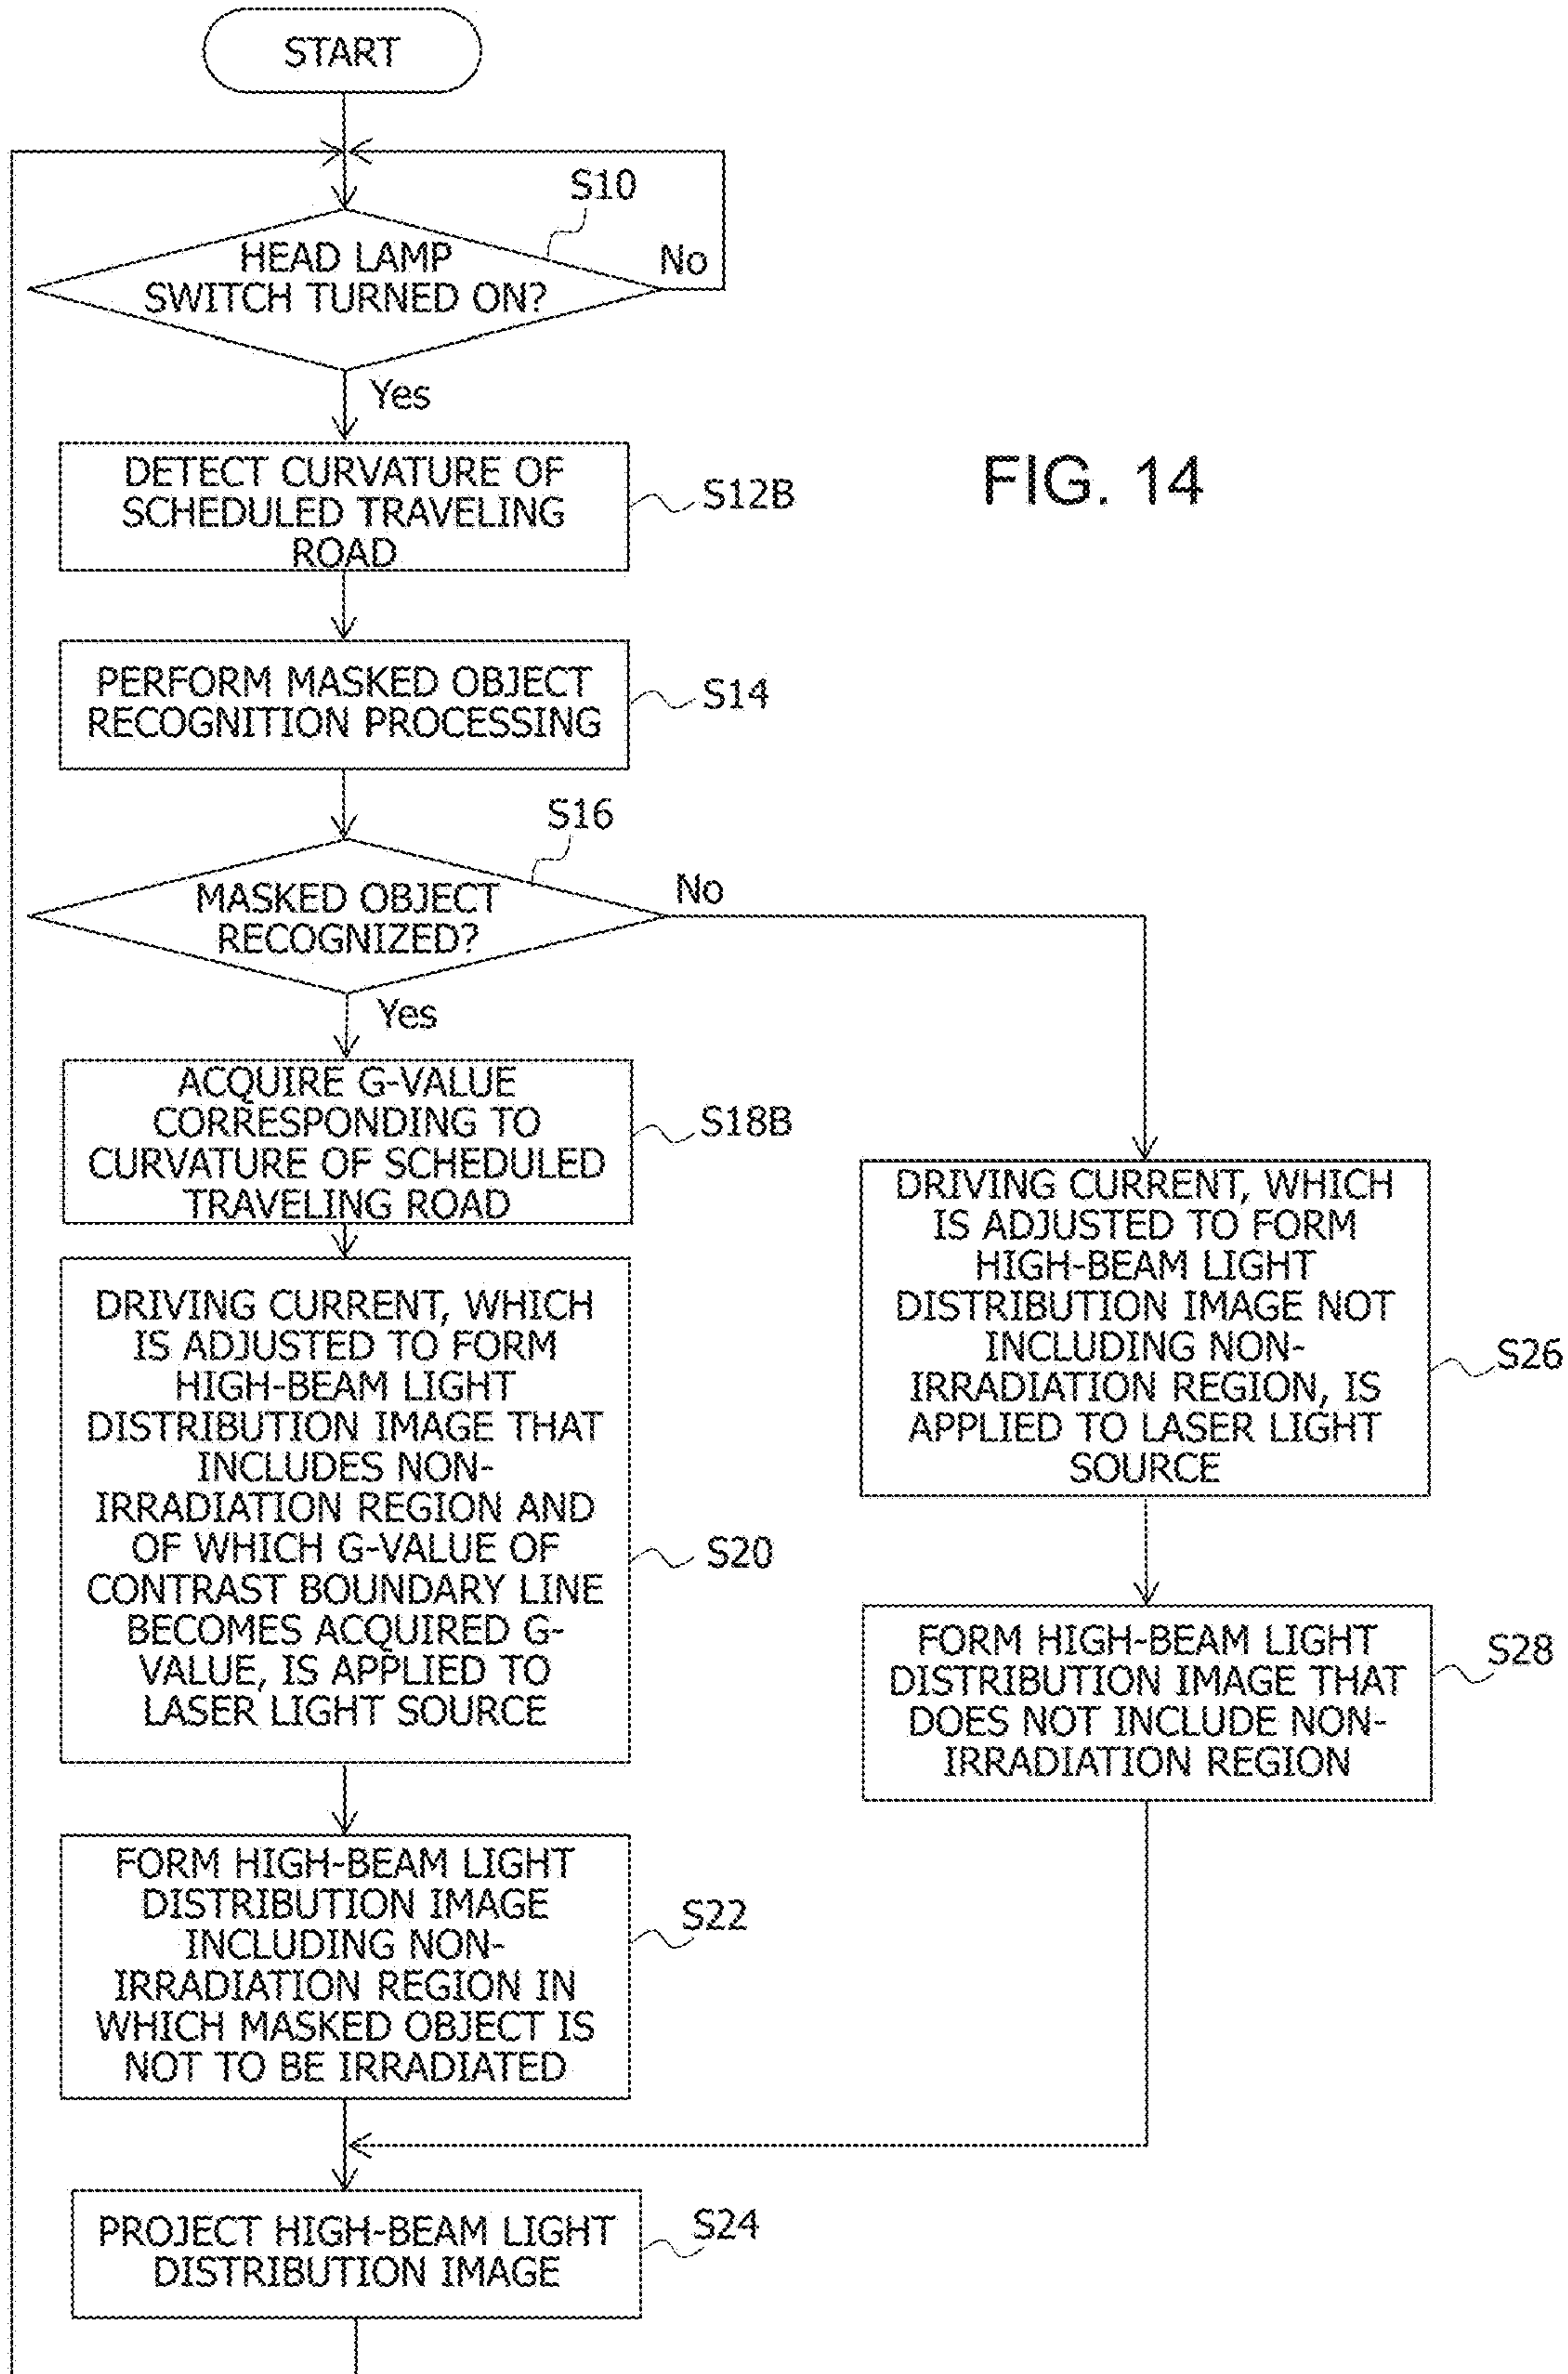 START
S10
HEAD LAMP
SWITCH TURNED ON?
No
Yes
DETECT CURVATURE OF
SCHEDULED TRAVELING
ROAD
S12B
FIG. 14
PERFORM MASKED OBJECT
RECOGNITION PROCESSING
S14
S16
MASKED OBJECT
RECOGNIZED?
No
Yes
ACQUIRE G-VALUE
CORRESPONDING TO
CURVATURE OF SCHEDULED
TRAVELING ROAD
S18B
DRIVING CURRENT, WHICH
IS ADJUSTED TO FORM
HIGH-BEAM LIGHT
DISTRIBUTION IMAGE THAT
INCLUDES NON-
IRRADIATION REGION AND
OF WHICH G-VALUE OF
CONTRAST BOUNDARY LINE
BECOMES ACQUIRED G-
VALUE, IS APPLIED TO
LASER LIGHT SOURCE
S20
DRIVING CURRENT, WHICH
IS ADJUSTED TO FORM
HIGH-BEAM LIGHT
DISTRIBUTION IMAGE NOT
INCLUDING NON-
IRRADIATION REGION, IS
APPLIED TO LASER LIGHT
SOURCE
S26
FORM HIGH-BEAM LIGHT
DISTRIBUTION IMAGE THAT
DOES NOT INCLUDE NON-
IRRADIATION REGION
S28
FORM HIGH-BEAM LIGHT
DISTRIBUTION IMAGE
INCLUDING NON-
IRRADIATION REGION IN
WHICH MASKED OBJECT IS
NOT TO BE IRRADIATED
S22
PROJECT HIGH-BEAM LIGHT
DISTRIBUTION IMAGE
S24